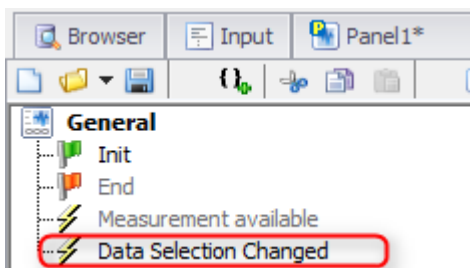 Browser Input Panel1*
General
Init
End
Measurement available
Data Selection Changed